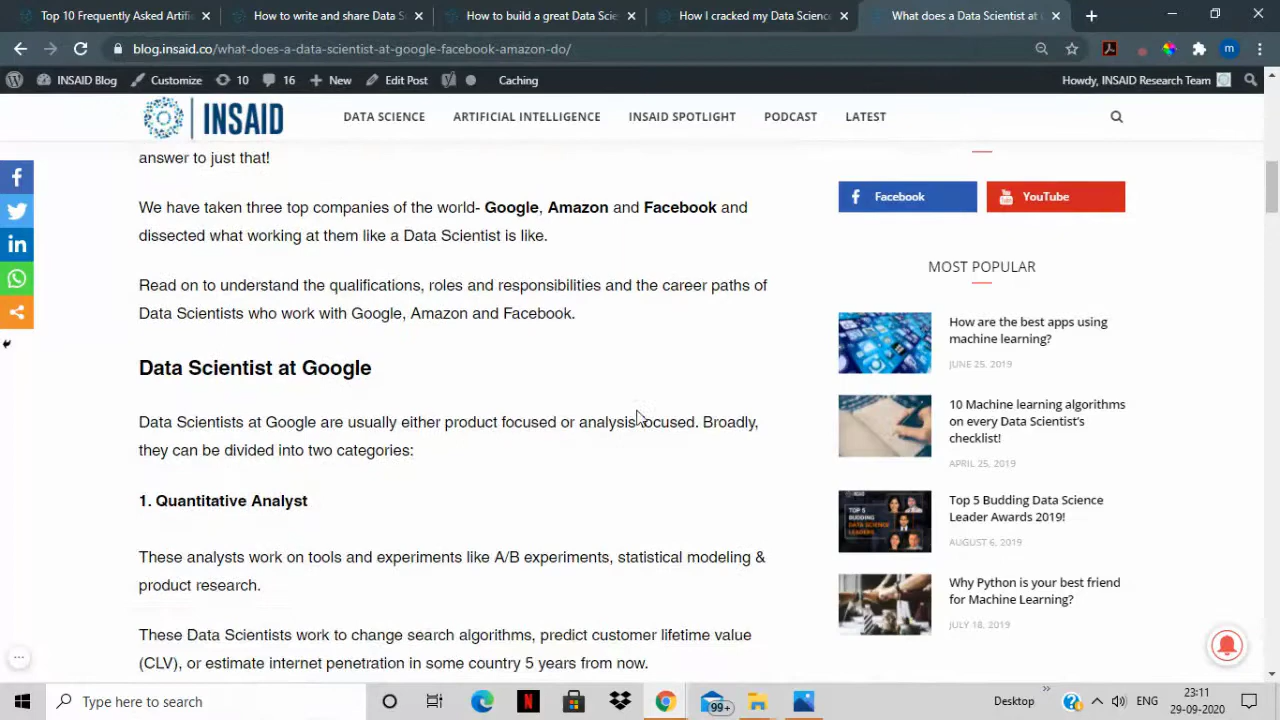 Top 10 Frequently Asked Artifi
How to write and share Data S
How to build a great Data Scie
How I cracked my Data Science
What does a Data Scientist at G
blog.insaid.co/what-does-a-data-scientist-at-google-facebook-amazon-do/
m
INSAID Blog
Customize
10
16
New
Edit Post
Caching
Howdy, INSAID Research Team
INSAID
DATA SCIENCE
ARTIFICIAL INTELLIGENCE
INSAID SPOTLIGHT
PODCAST
LATEST
answer to just that!
We have taken three top companies of the world- Google, Amazon and Facebook and
dissected what working at them like a Data Scientist is like.
Read on to understand the qualifications, roles and responsibilities and the career paths of
Data Scientists who work with Google, Amazon and Facebook.
Data Scientist at Google
Data Scientists at Google are usually either product focused or analysis focused. Broadly,
they can be divided into two categories:
1. Quantitative Analyst
These analysts work on tools and experiments like A/B experiments, statistical modeling &
product research.
These Data Scientists work to change search algorithms, predict customer lifetime value
(CLV), or estimate internet penetration in some country 5 years from now.
Facebook
YouTube
MOST POPULAR
How are the best apps using
machine learning?
JUNE 25, 2019
10 Machine learning algorithms
on every Data Scientist's
checklist!
APRIL 25, 2019
TOP 5
BUDDING
DATA SCIENCE
LEADERS
Top 5 Budding Data Science
Leader Awards 2019!
AUGUST 6, 2019
Why Python is your best friend
for Machine Learning?
JULY 18, 2019
Type here to search
99+
Desktop
ENG
23:11
29-09-2020